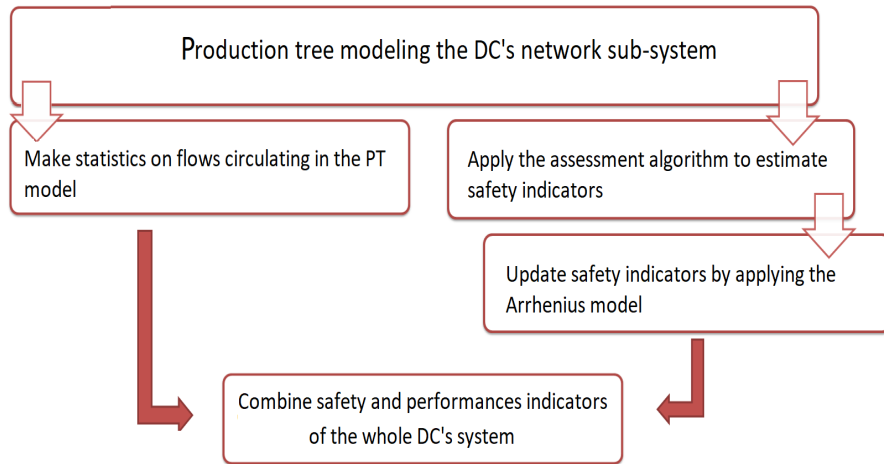 Production tree modeling the DC's network sub-system
Make statistics on flows circulating in the PT
model
Apply the assessment algorithm to estimate
safety indicators
Update safety indicators by applying the
Arrhenius model
Combine safety and performances indicators
of the whole DC's system